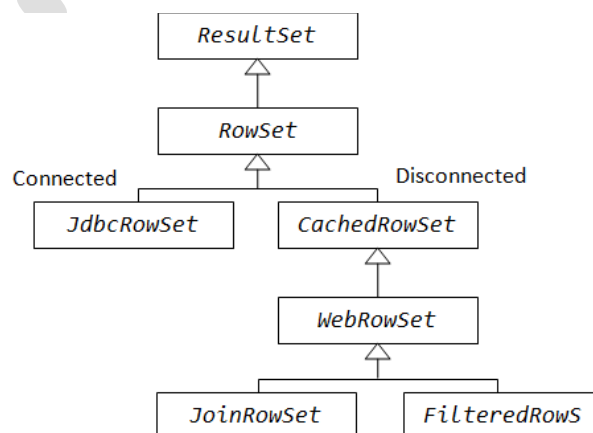 ResultSet
RowSet
Connected
Disconnected
JdbcRowSet
CachedRowSet
WebRowSet
JoinRowSet
FilteredRowS